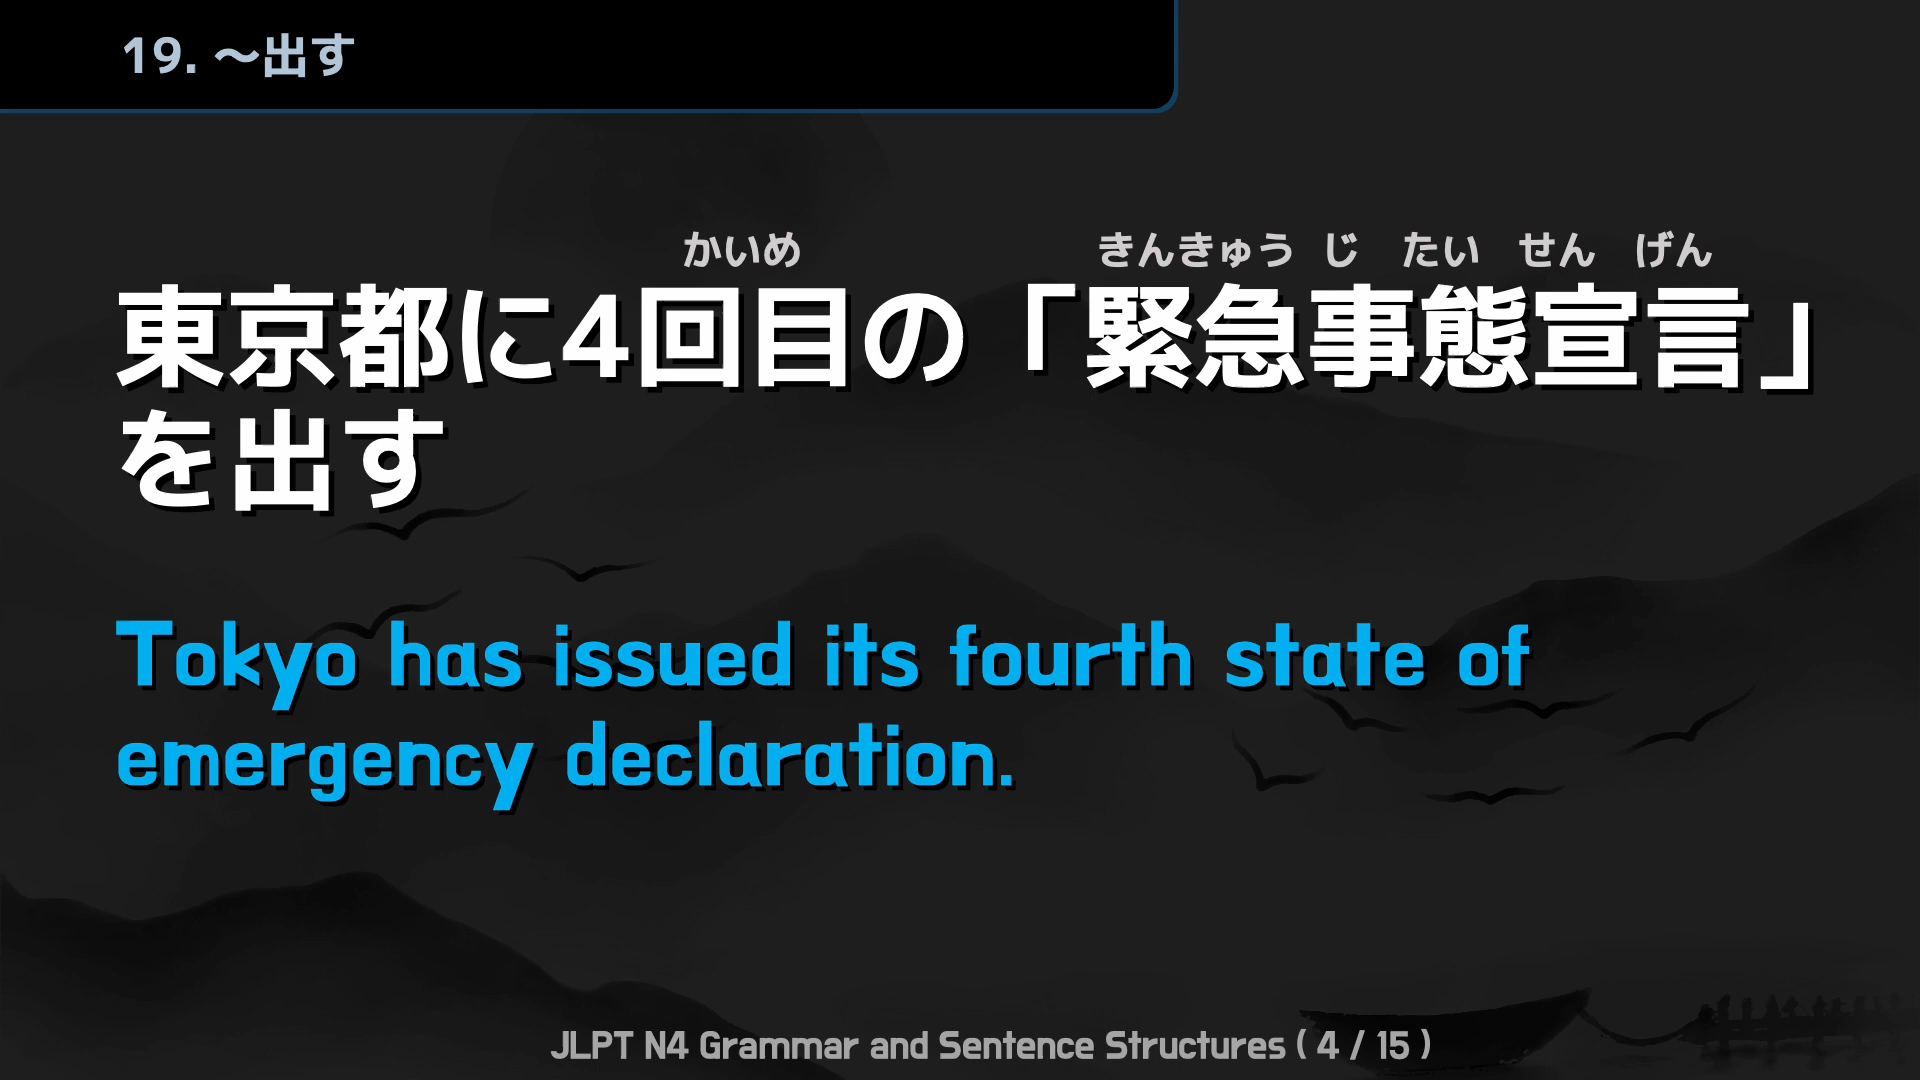 19. ～出す
かいめ きんきゅう じ たい せん げん
東京都に4回目の「緊急事態宣言」
を出す
Tokyo has issued its fourth state of
emergency declaration.
JLPT N4 Grammar and Sentence Structures ( 4 / 15 )